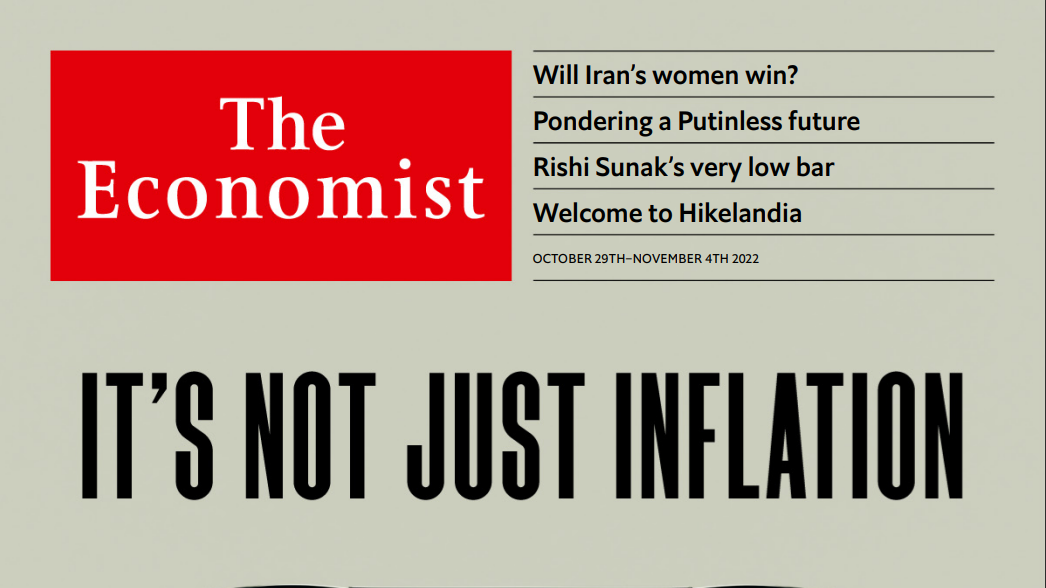 The
Economist
Will Iran’s women win?
Pondering a Putinless future
Rishi Sunak’s very low bar
Welcome to Hikelandia
OCTOBER 29TH–NOVEMBER 4TH 2022
IT’S NOT JUST INFLATION